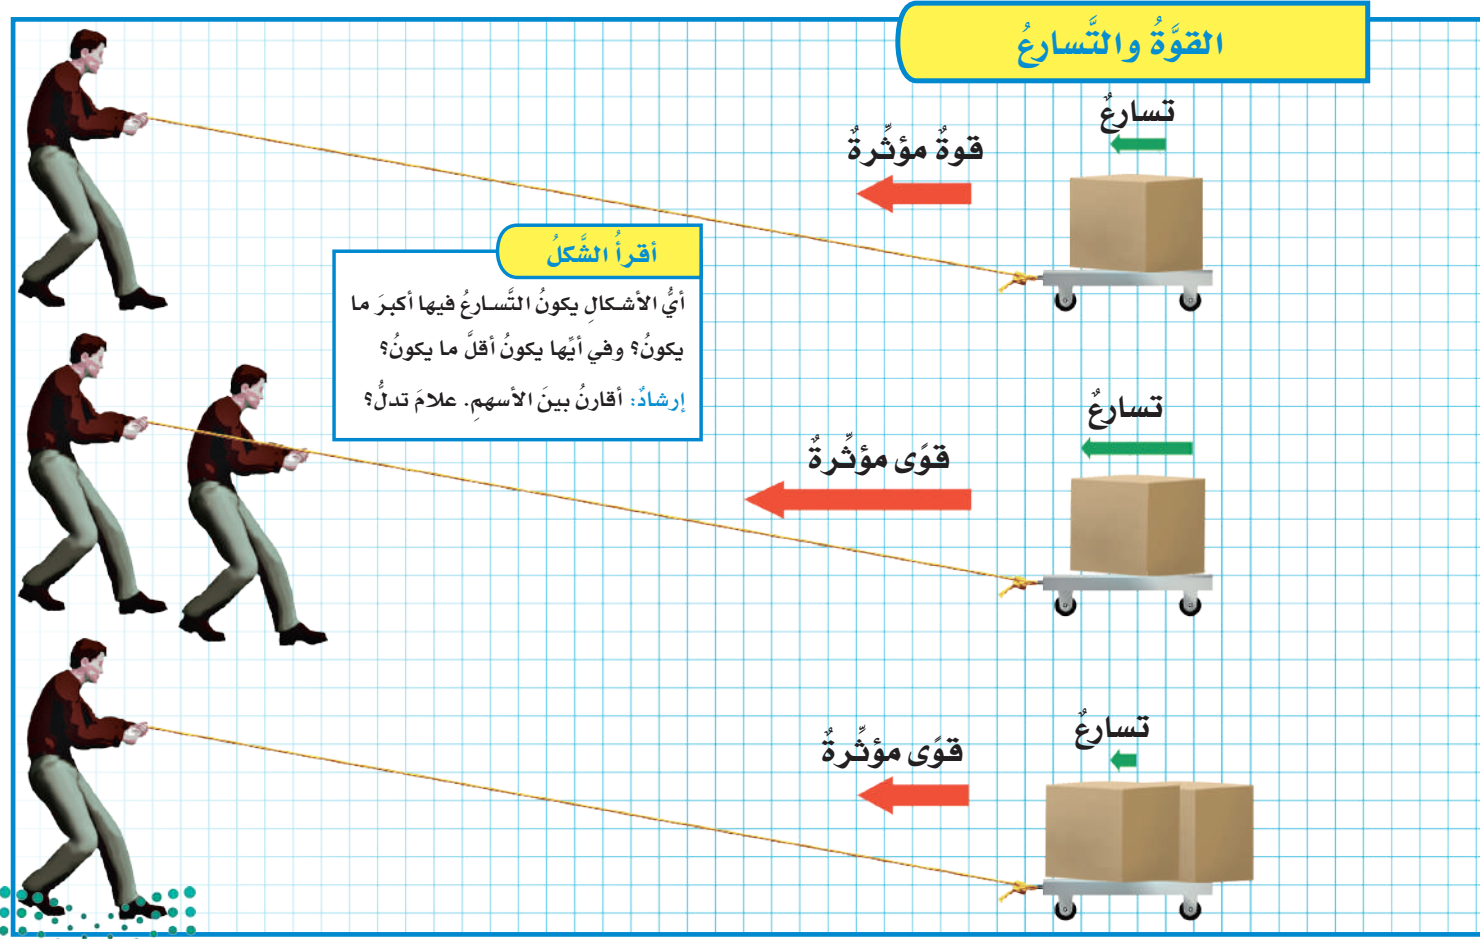 القوَّةُ والتَّسارعُ
تسارعٌ
قوةٌ مؤثِّرةٌ
أقرأُ الشَّكلُ
أيُّ الأشكالِ يكونُ التَّسارعُ فيها أكبرَ ما
يكونُ؟ وفي أيِّها يكونُ أقلَّ ما يكونُ؟
إرشادٌ: أقارنُ بينَ الأسهمِ. علامَ تدلُّ؟
تسارعٌ
قوًى مؤثِّرةٌ
تسارعٌ
قوًى مؤثِّرةٌ